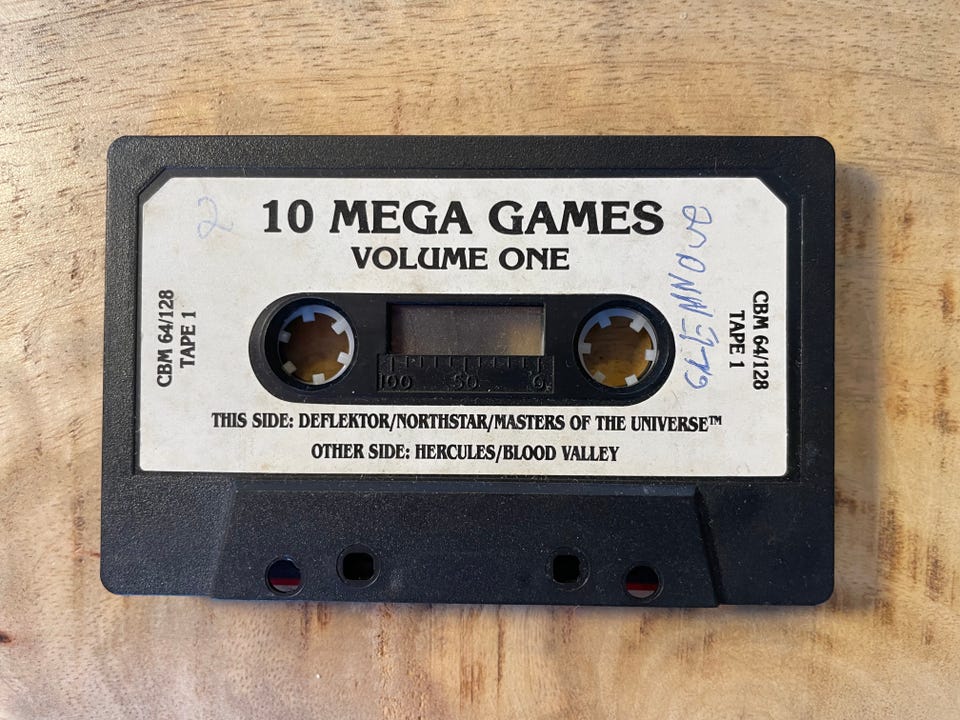 2
10 MEGA GAMES
VOLUME ONE
CBM 64/128
TAPE 1
CBM 64/128
TAPE 1
100 50 0
THIS SIDE: DEFLEKTOR/NORTHSTAR/MASTERS OF THE UNIVERSE™
OTHER SIDE: HERCULES/BLOOD VALLEY